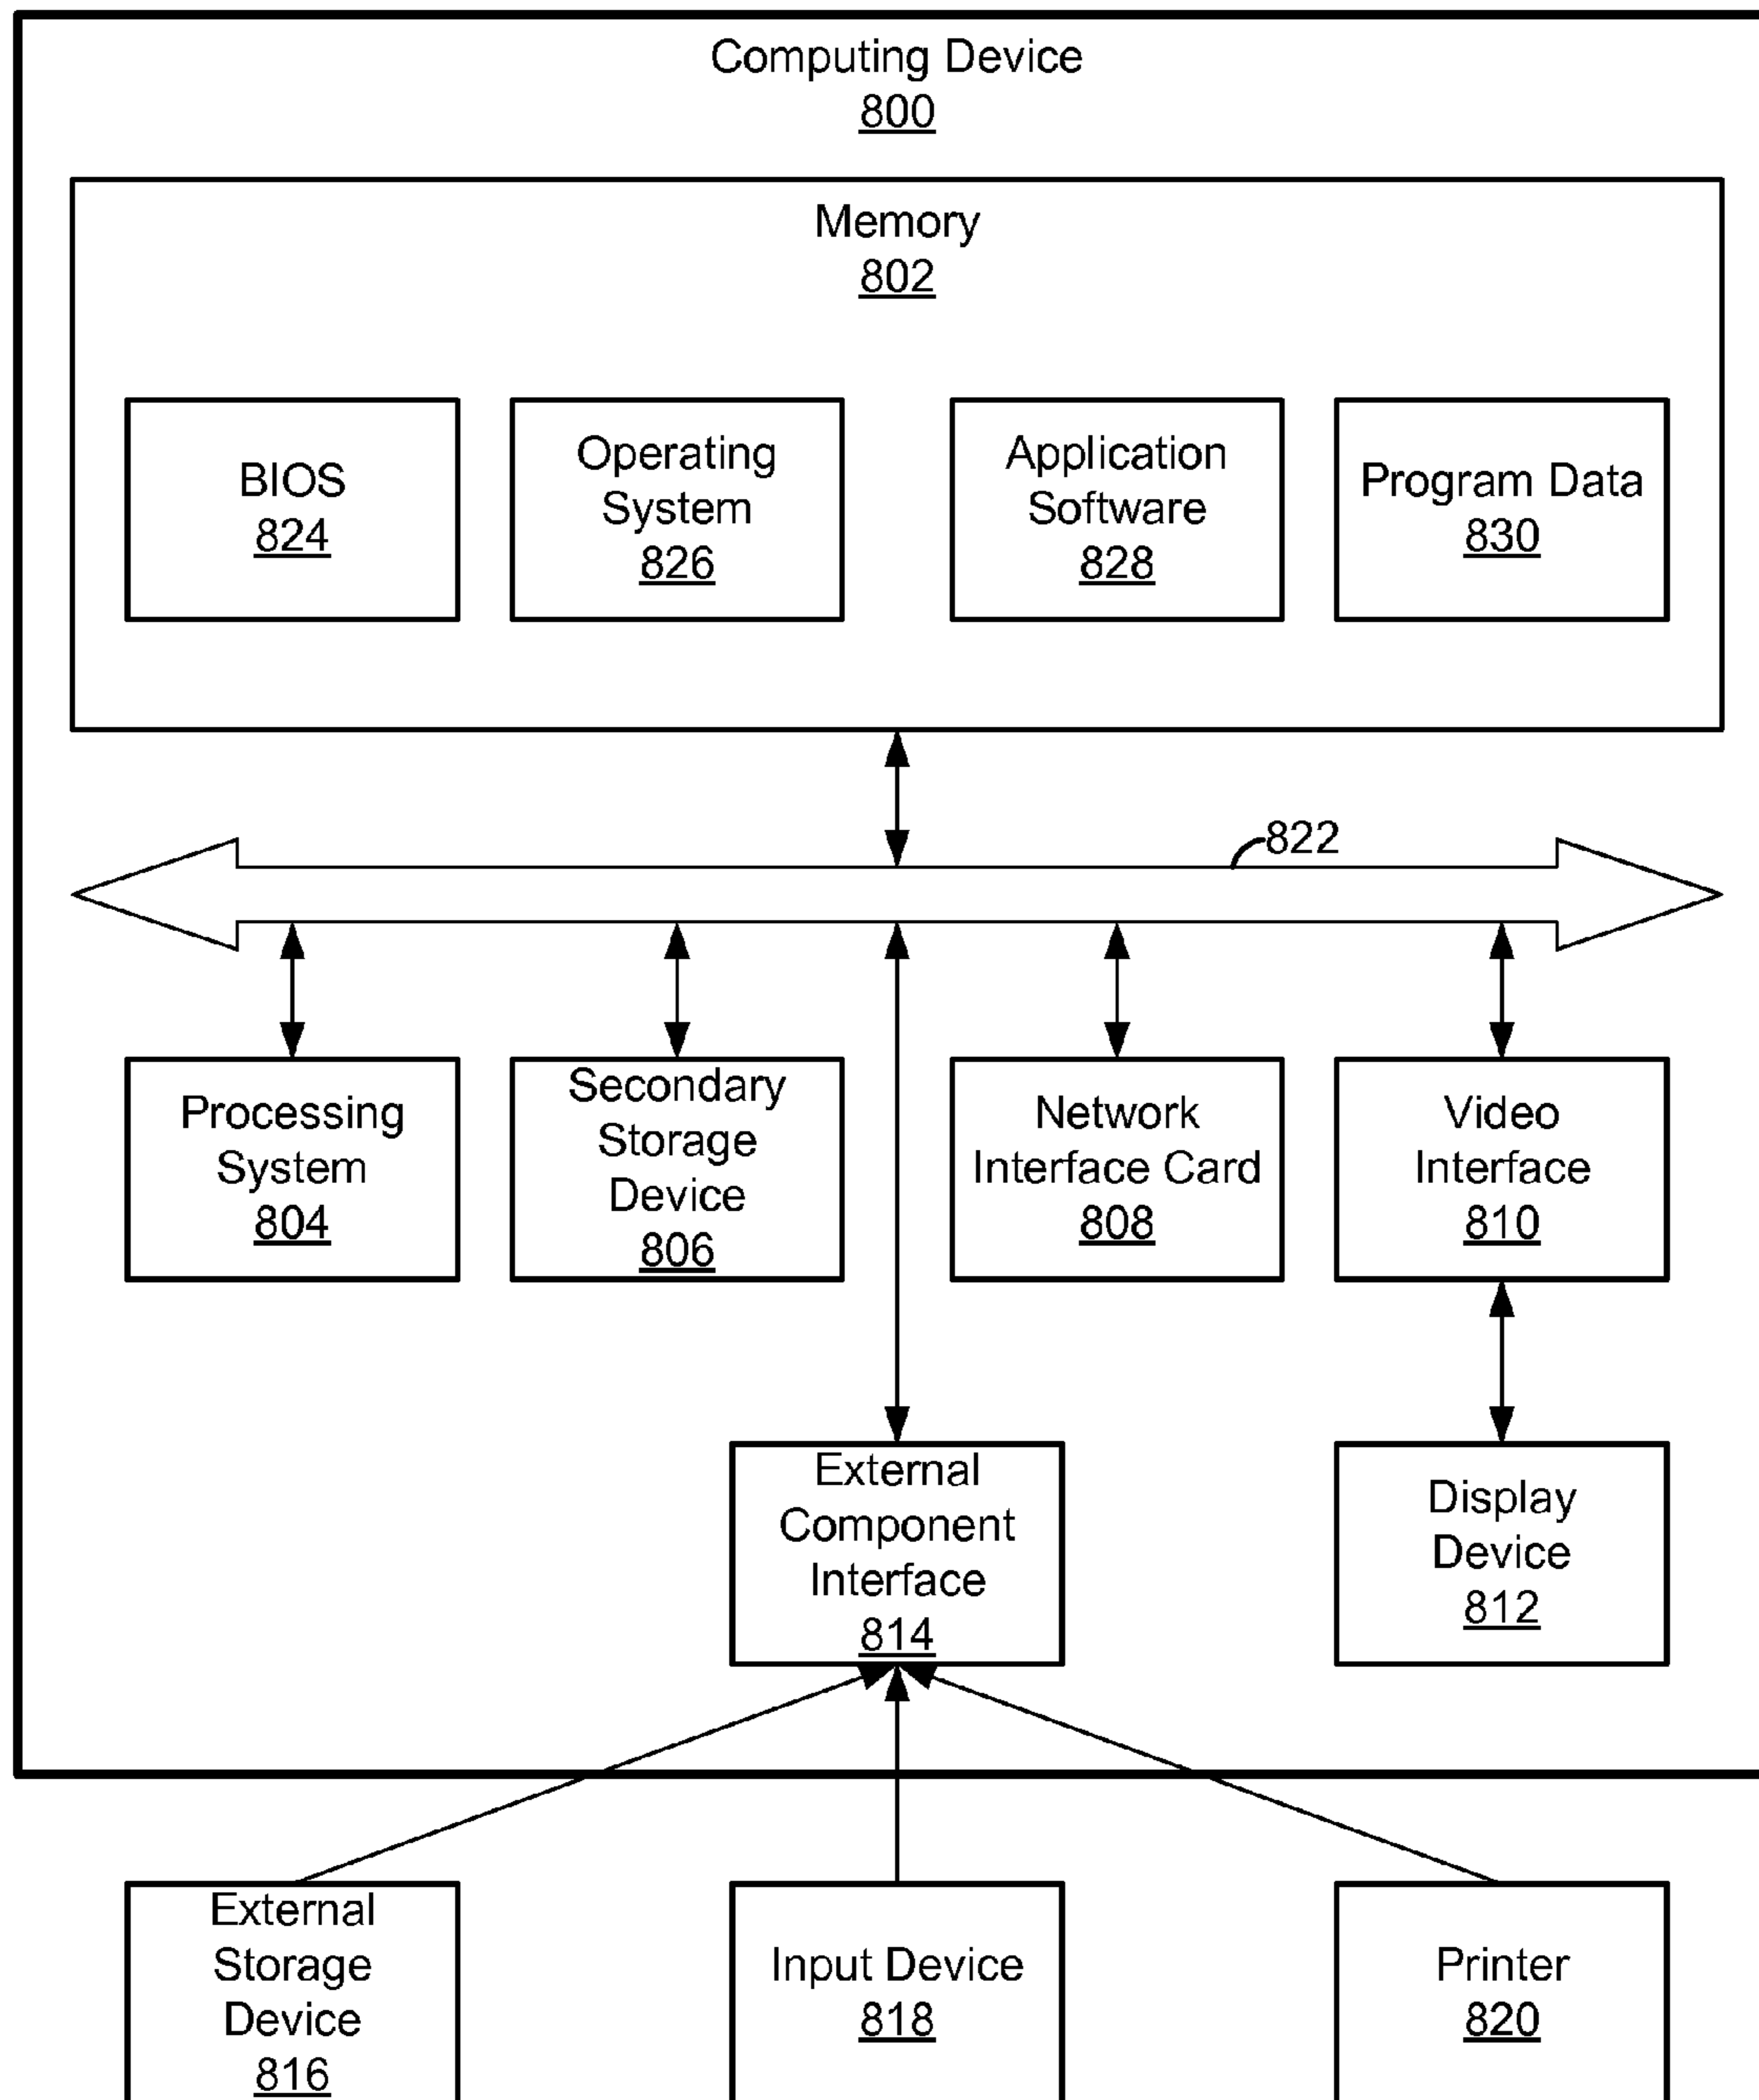 Computing Device
800
Memory
802
BIOS
824
Operating
System
826
Application
Software
828
Program Data
830
822
Processing
System
804
Secondary
Storage
Device
806
Network
Interface Card
808
Video
Interface
810
External
Component
Interface
814
Display
Device
812
External
Storage
Device
816
Input Device
818
Printer
820